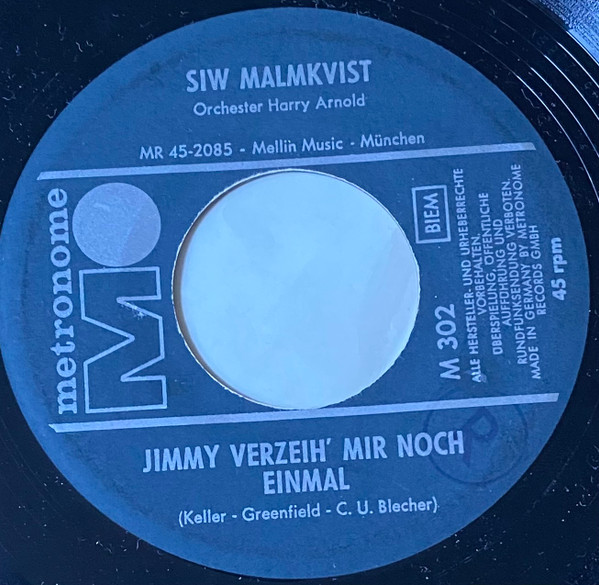 SIW MALMKVIST
Orchester Harry Arnold
MR 45-2085 - Mellin Music - München
metronome
M
BIEM
M 302
ALLE HERSTELLER- UND URHEBERRECHTE
VORBEHALTEN.
ÜBERSPIELUNG, ÖFFENTLICHE
AUFFÜHRUNG UND
RUNDFUNKSENDUNG VERBOTEN.
MADE IN GERMANY BY METRONOME
RECORDS GMBH
45 rpm
JIMMY VERZEIH' MIR NOCH
EINMAL
(Keller - Greenfield - C. U. Blecher)
R